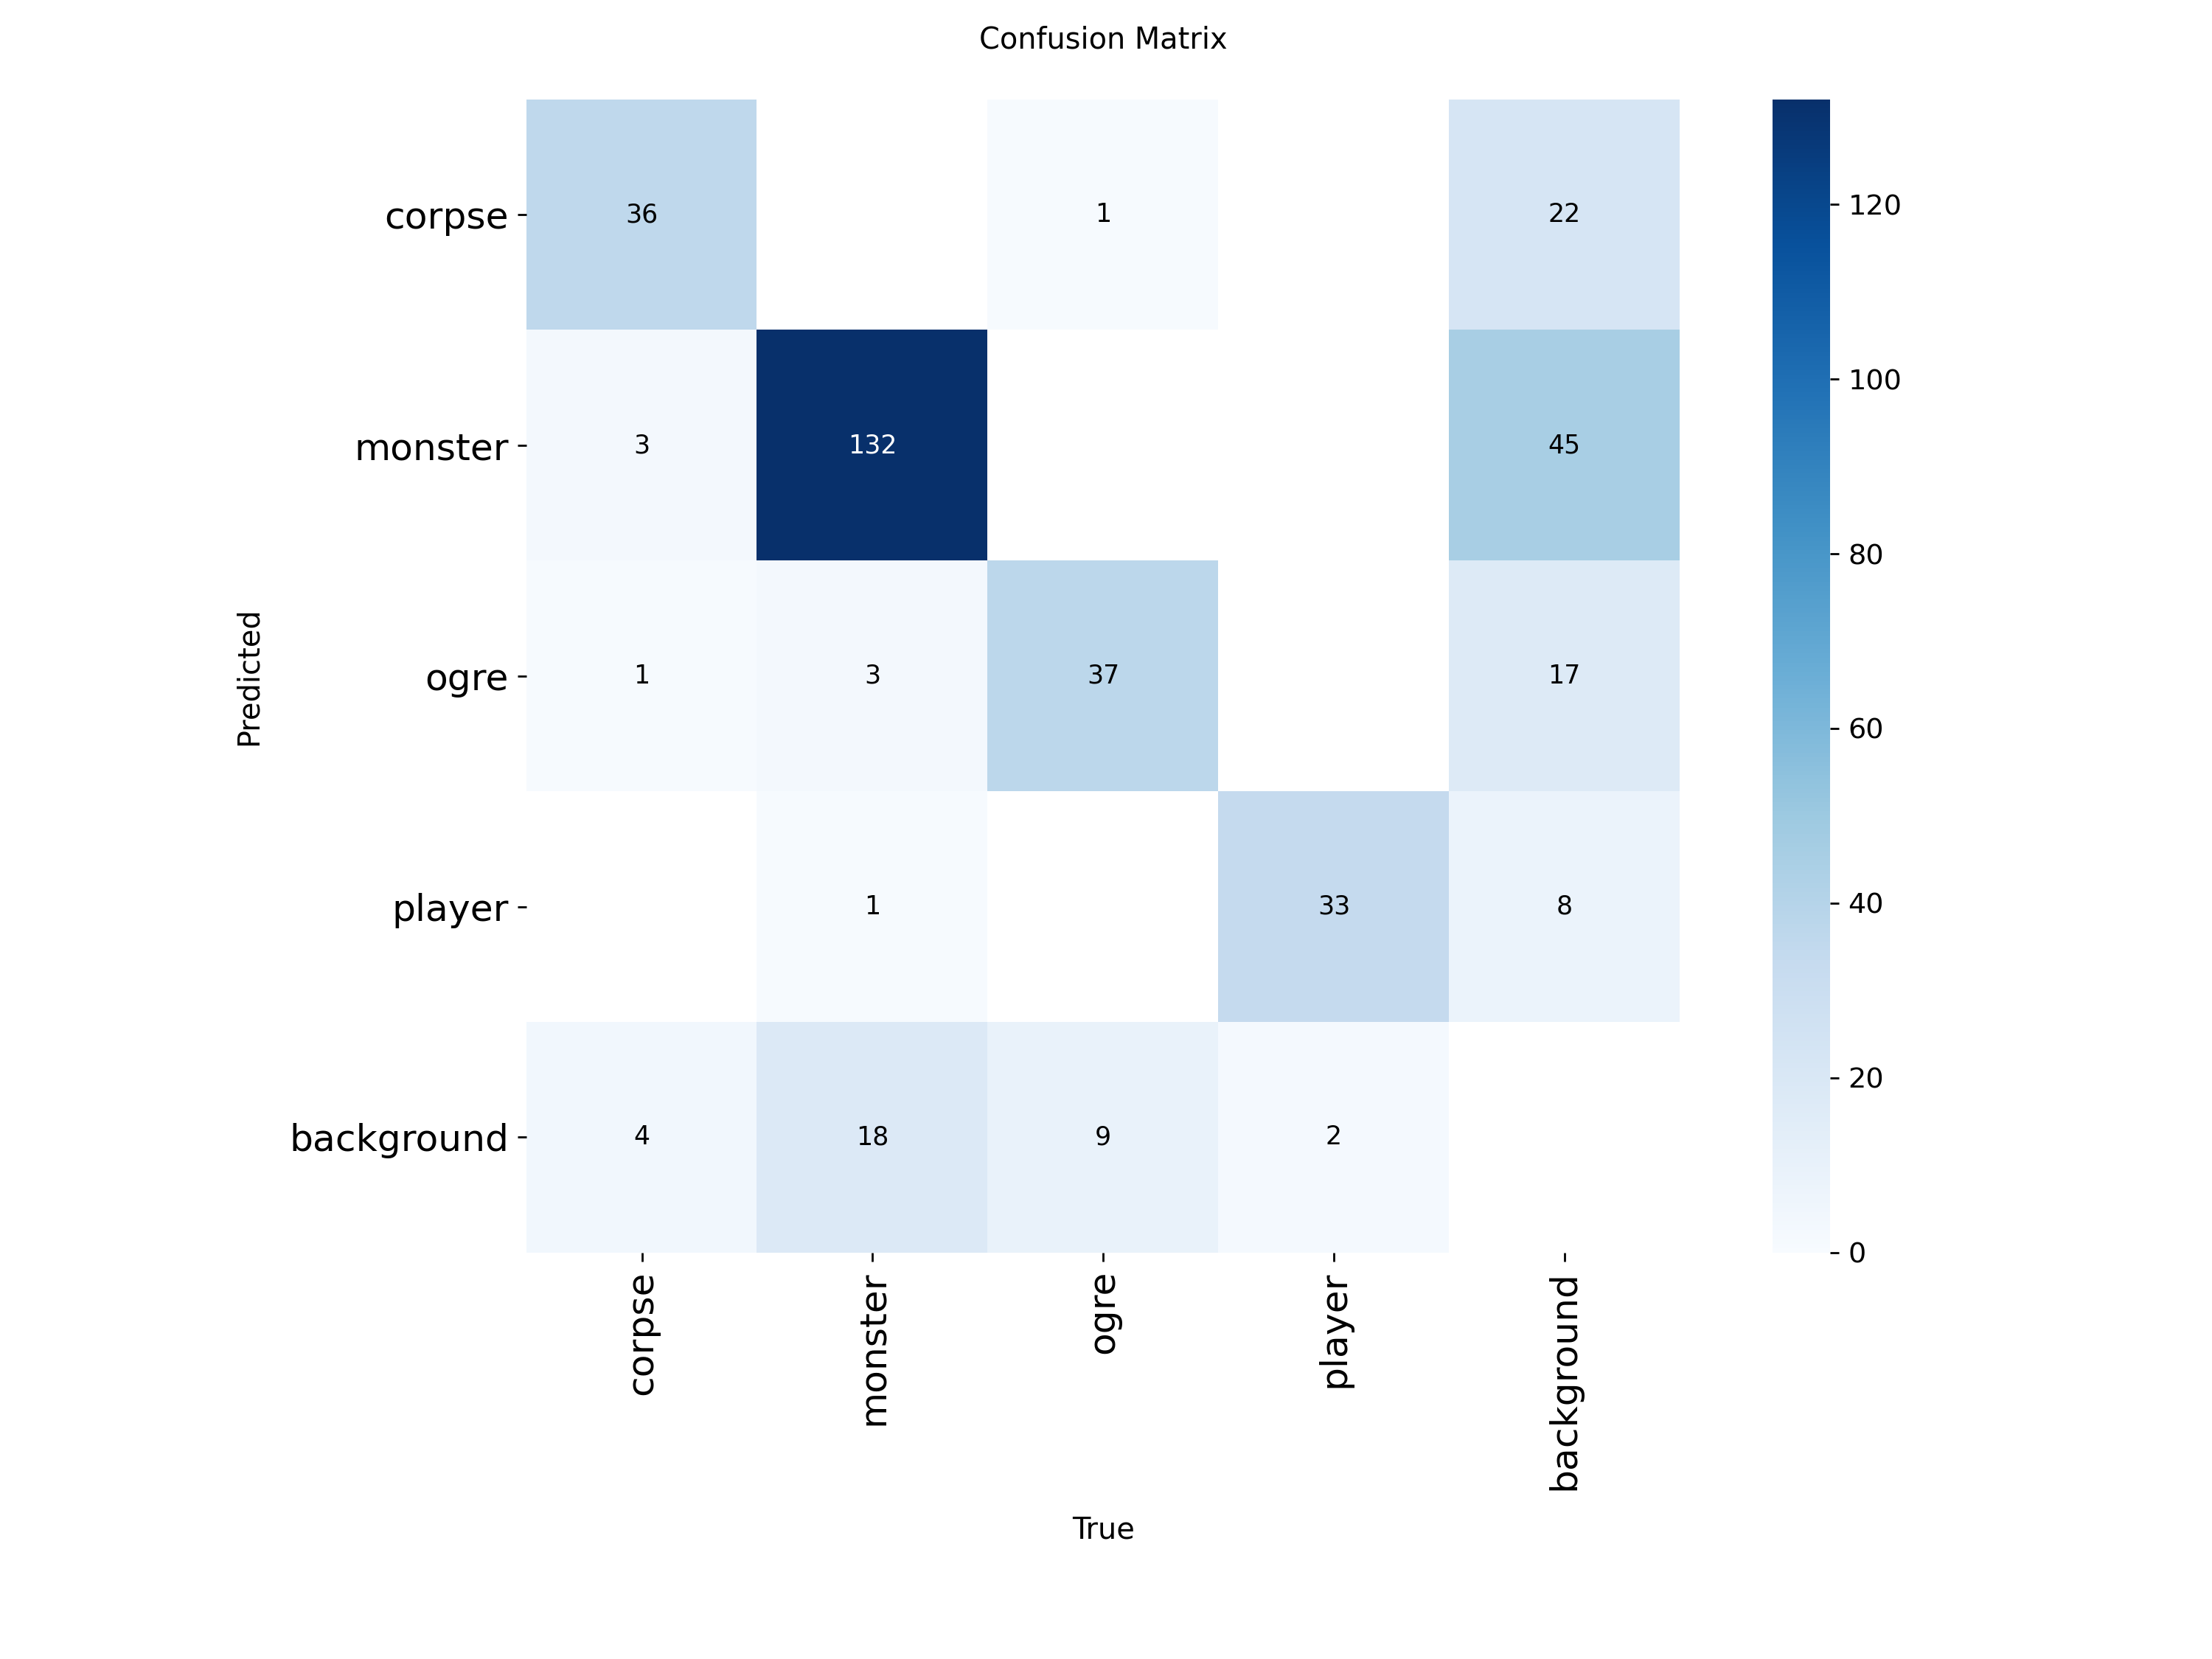 Confusion Matrix
corpse 36 1 22
monster 3 132 45
ogre 1 3 37 17
player 1 33 8
background 4 18 9 2
corpse monster ogre player background
True
Predicted
120
100
80
60
40
20
0